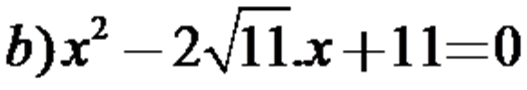 b) x² − 2√11.x + 11 = 0